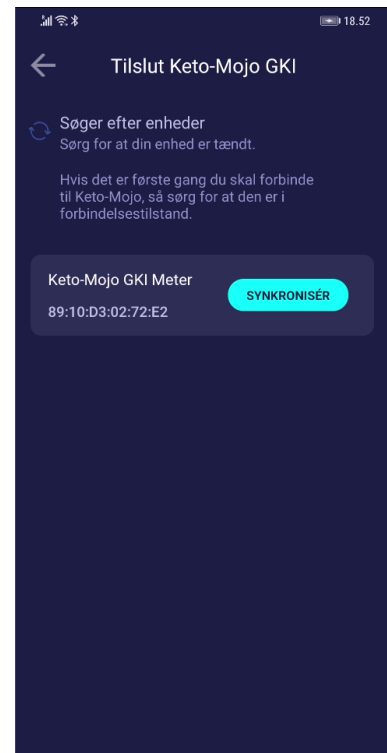 18.52
Tilslut Keto-Mojo GKI
Søger efter enheder
Sørg for at din enhed er tændt.
Hvis det er første gang du skal forbinde
til Keto-Mojo, så sørg for at den er i
forbindelsestilstand.
Keto-Mojo GKI Meter
SYNKRONISÉR
89:10:D3:02:72:E2